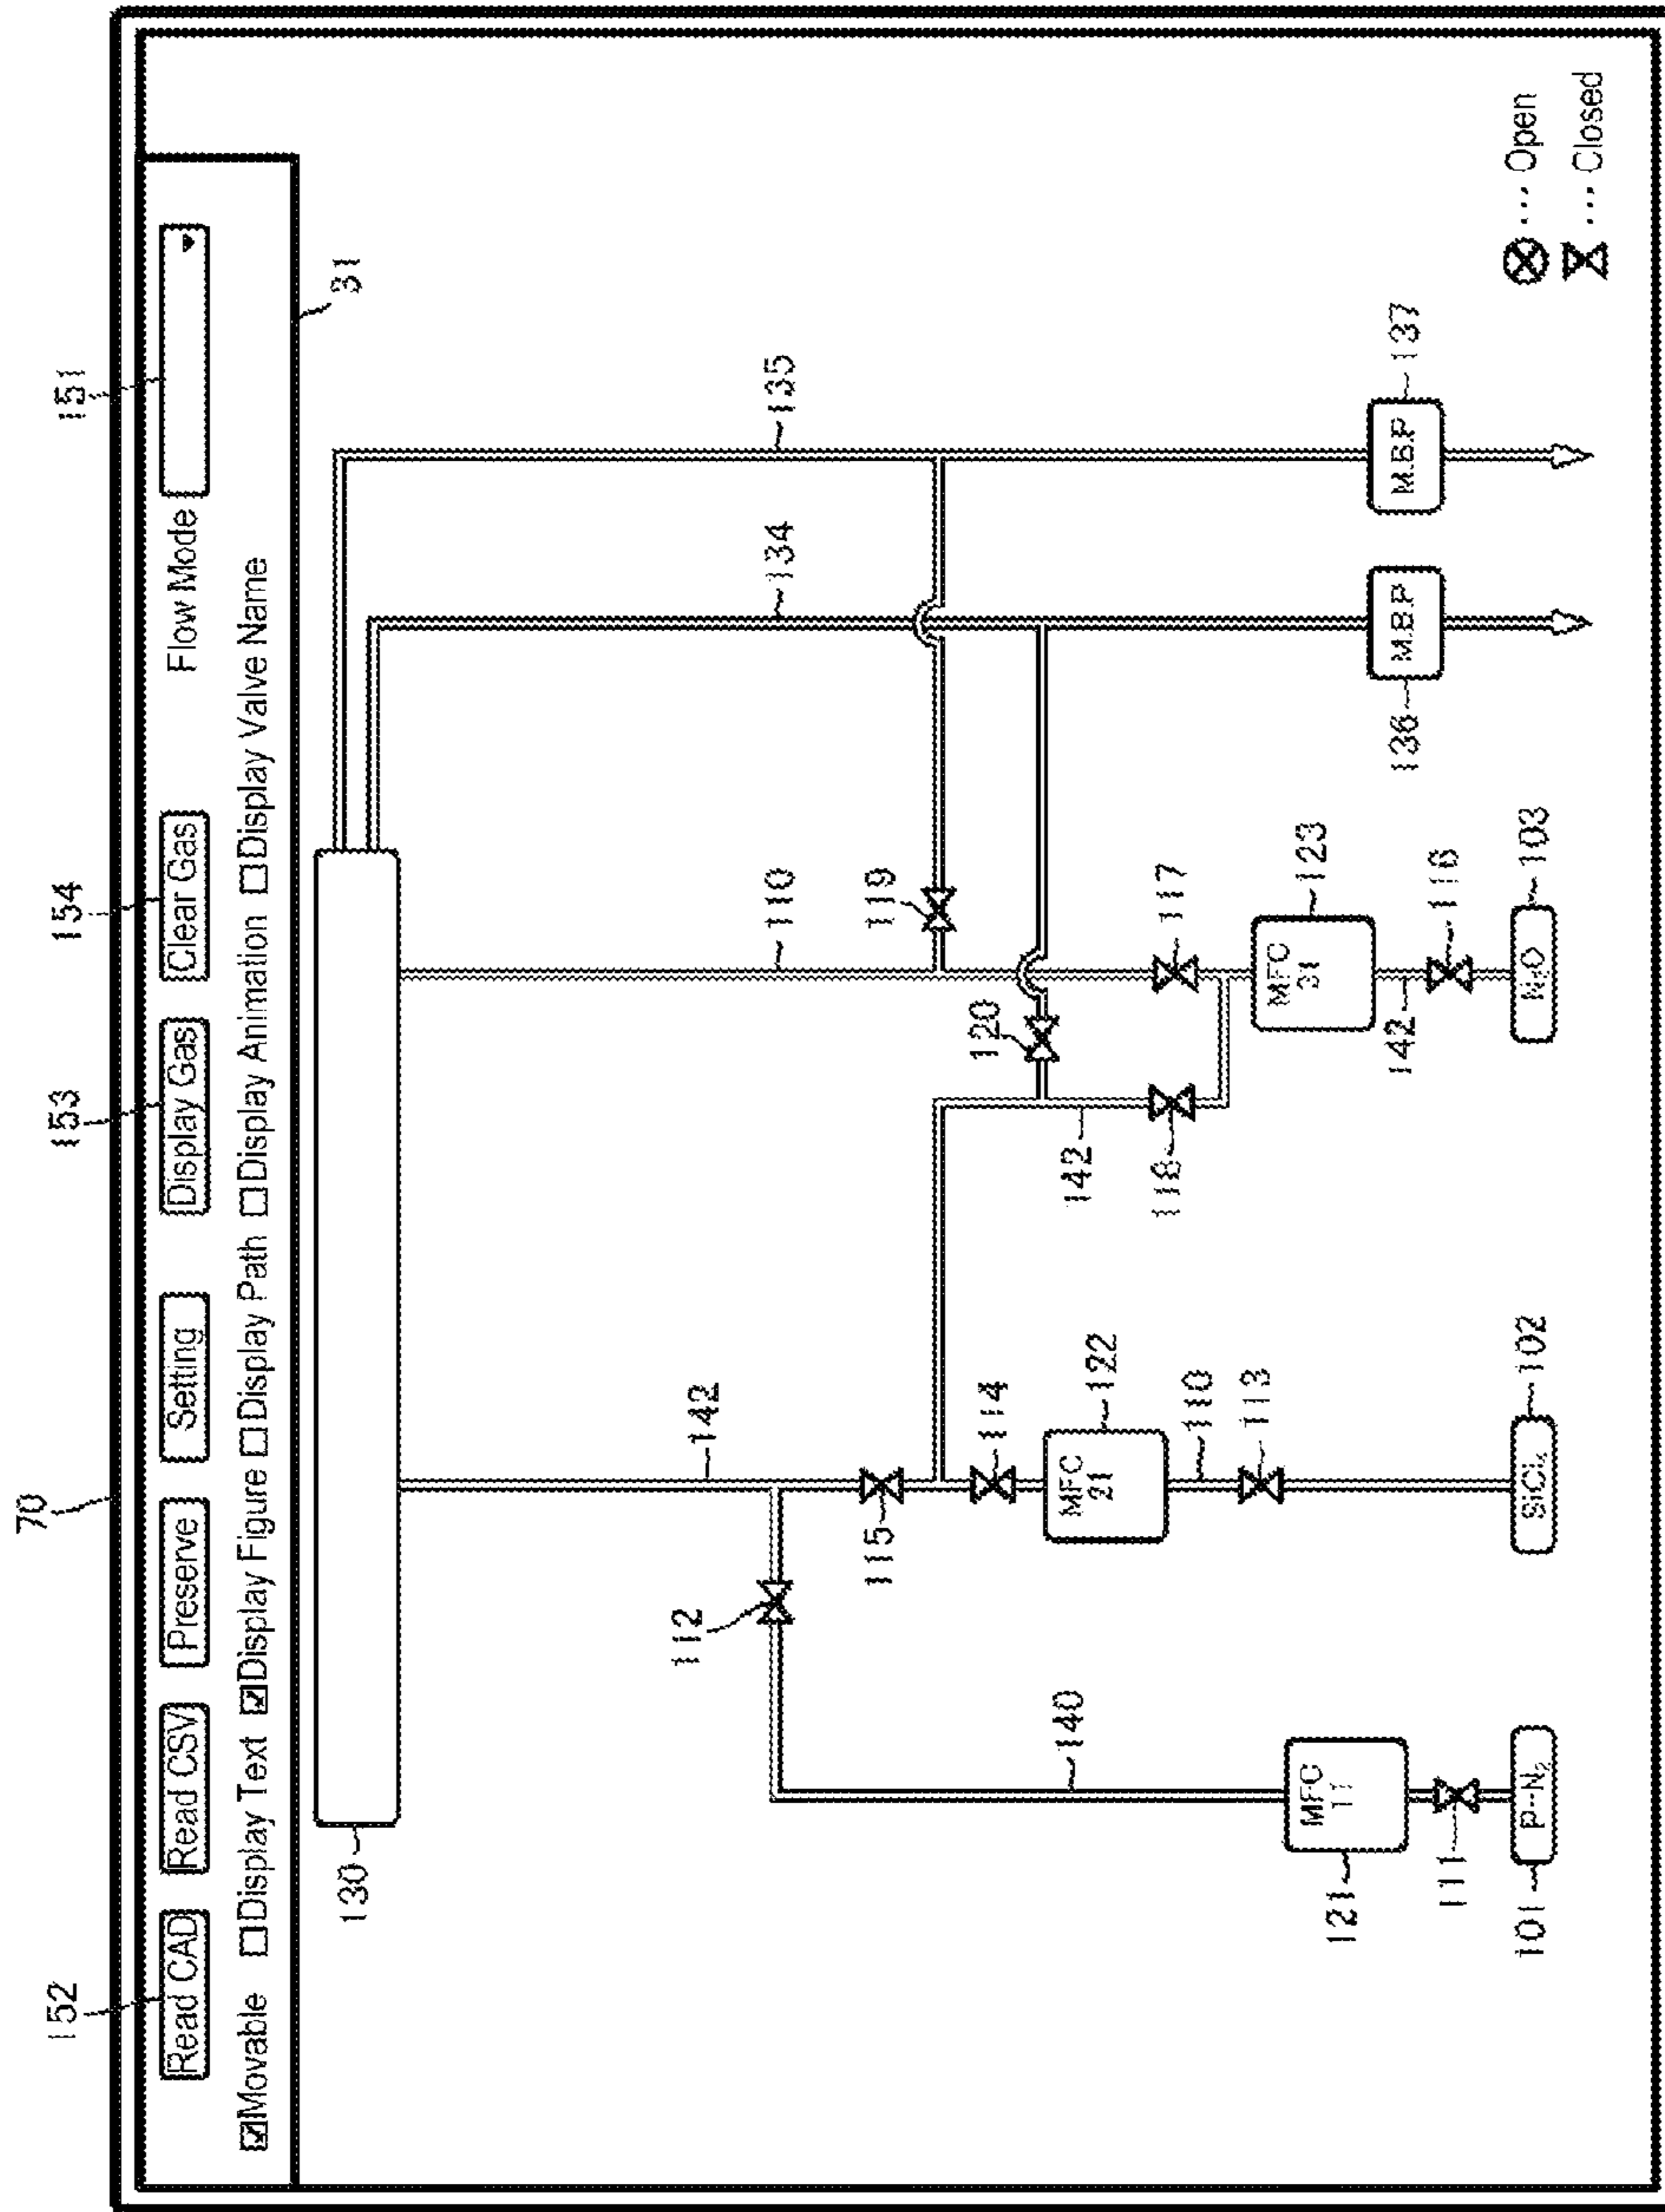 70
152
153
154
151
Read CAD
Read CSV
Preserve
Setting
Display Gas
Clear Gas
Flow Mode
Movable Display Text Display Figure Display Path Display Animation Display Valve Name
31
130
142
110
134
135
112
115
119
114
120
117
140
142
118
MFC
11
121
MFC
21
122
110
113
MFC
31
123
142
116
111
101
P-N₂
SiCl₄
102
N₂O
103
136
M.B.P
M.B.P
137
... Open
... Closed